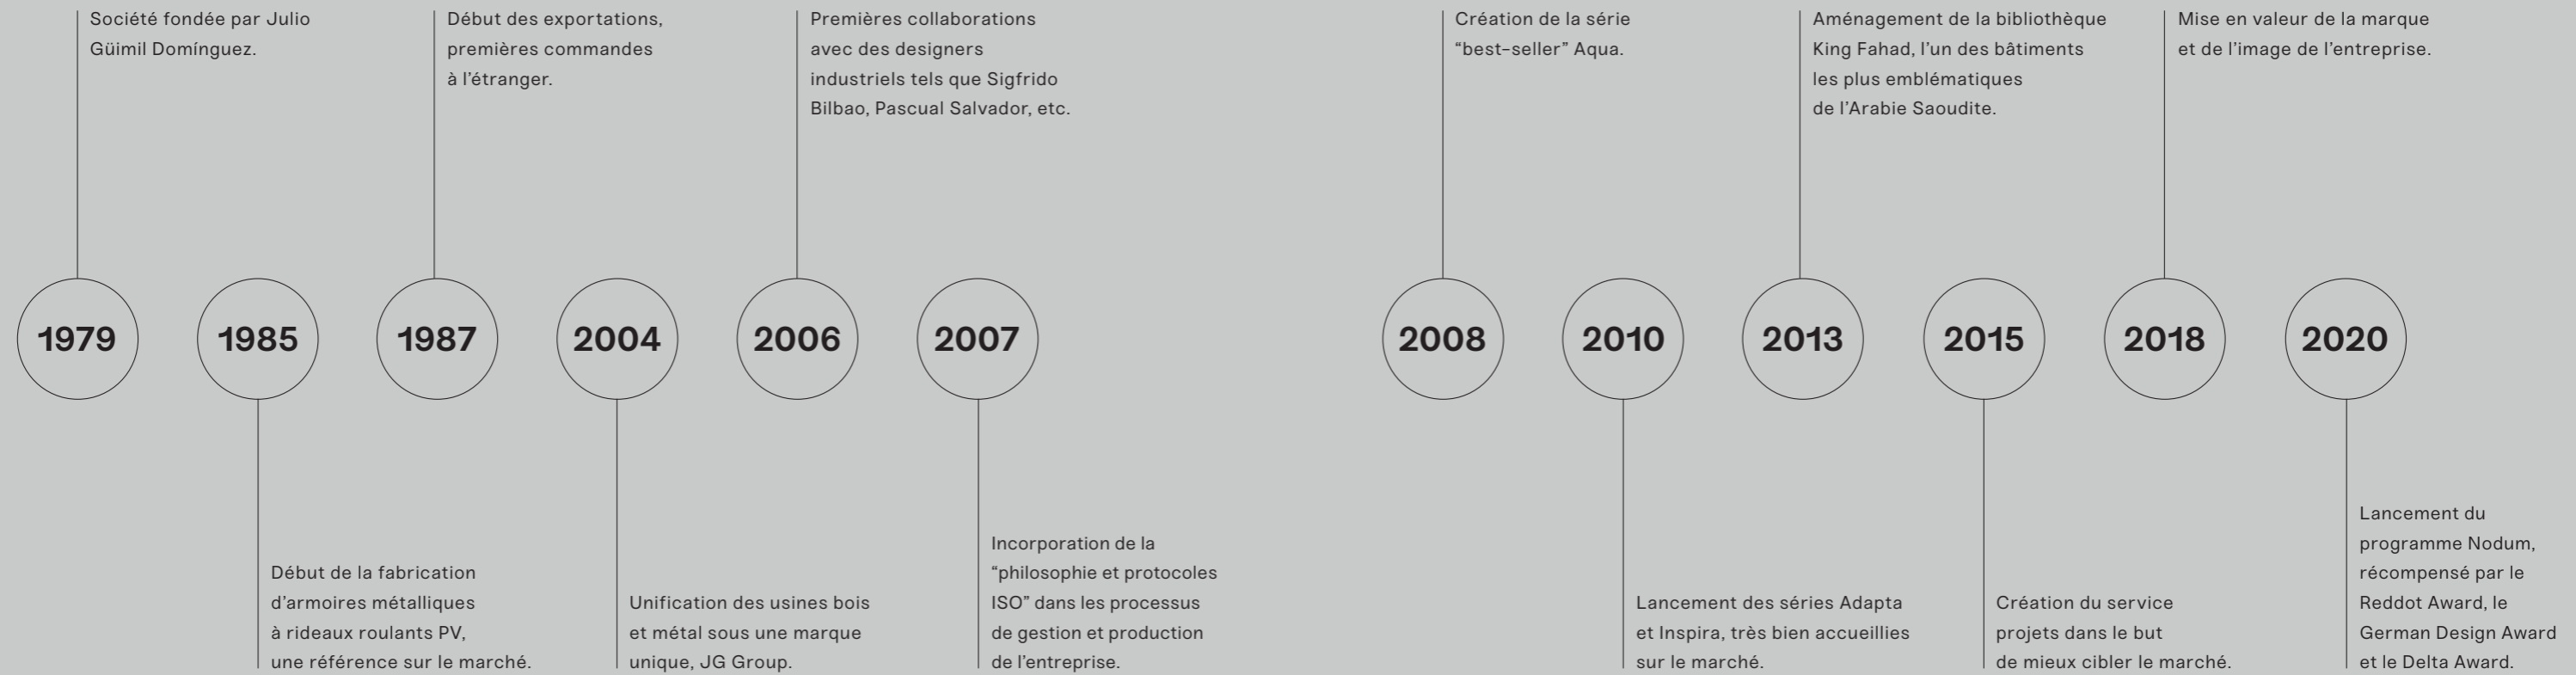 Société fondée par Julio
Güimil Domínguez.
1979
1985
Début de la fabrication
d’armoires métalliques
à rideaux roulants PV,
une référence sur le marché.
Début des exportations,
premières commandes
à l’étranger.
1987
2004
Unification des usines bois
et métal sous une marque
unique, JG Group.
Premières collaborations
avec des designers
industriels tels que Sigfrido
Bilbao, Pascual Salvador, etc.
2006
2007
Incorporation de la
“philosophie et protocoles
ISO” dans les processus
de gestion et production
de l’entreprise.
Création de la série
“best-seller” Aqua.
2008
2010
Lancement des séries Adapta
et Inspira, très bien accueillies
sur le marché.
Aménagement de la bibliothèque
King Fahad, l’un des bâtiments
les plus emblématiques
de l’Arabie Saoudite.
2013
2015
Création du service
projets dans le but
de mieux cibler le marché.
Mise en valeur de la marque
et de l’image de l’entreprise.
2018
2020
Lancement du
programme Nodum,
récompensé par le
Reddot Award, le
German Design Award
et le Delta Award.